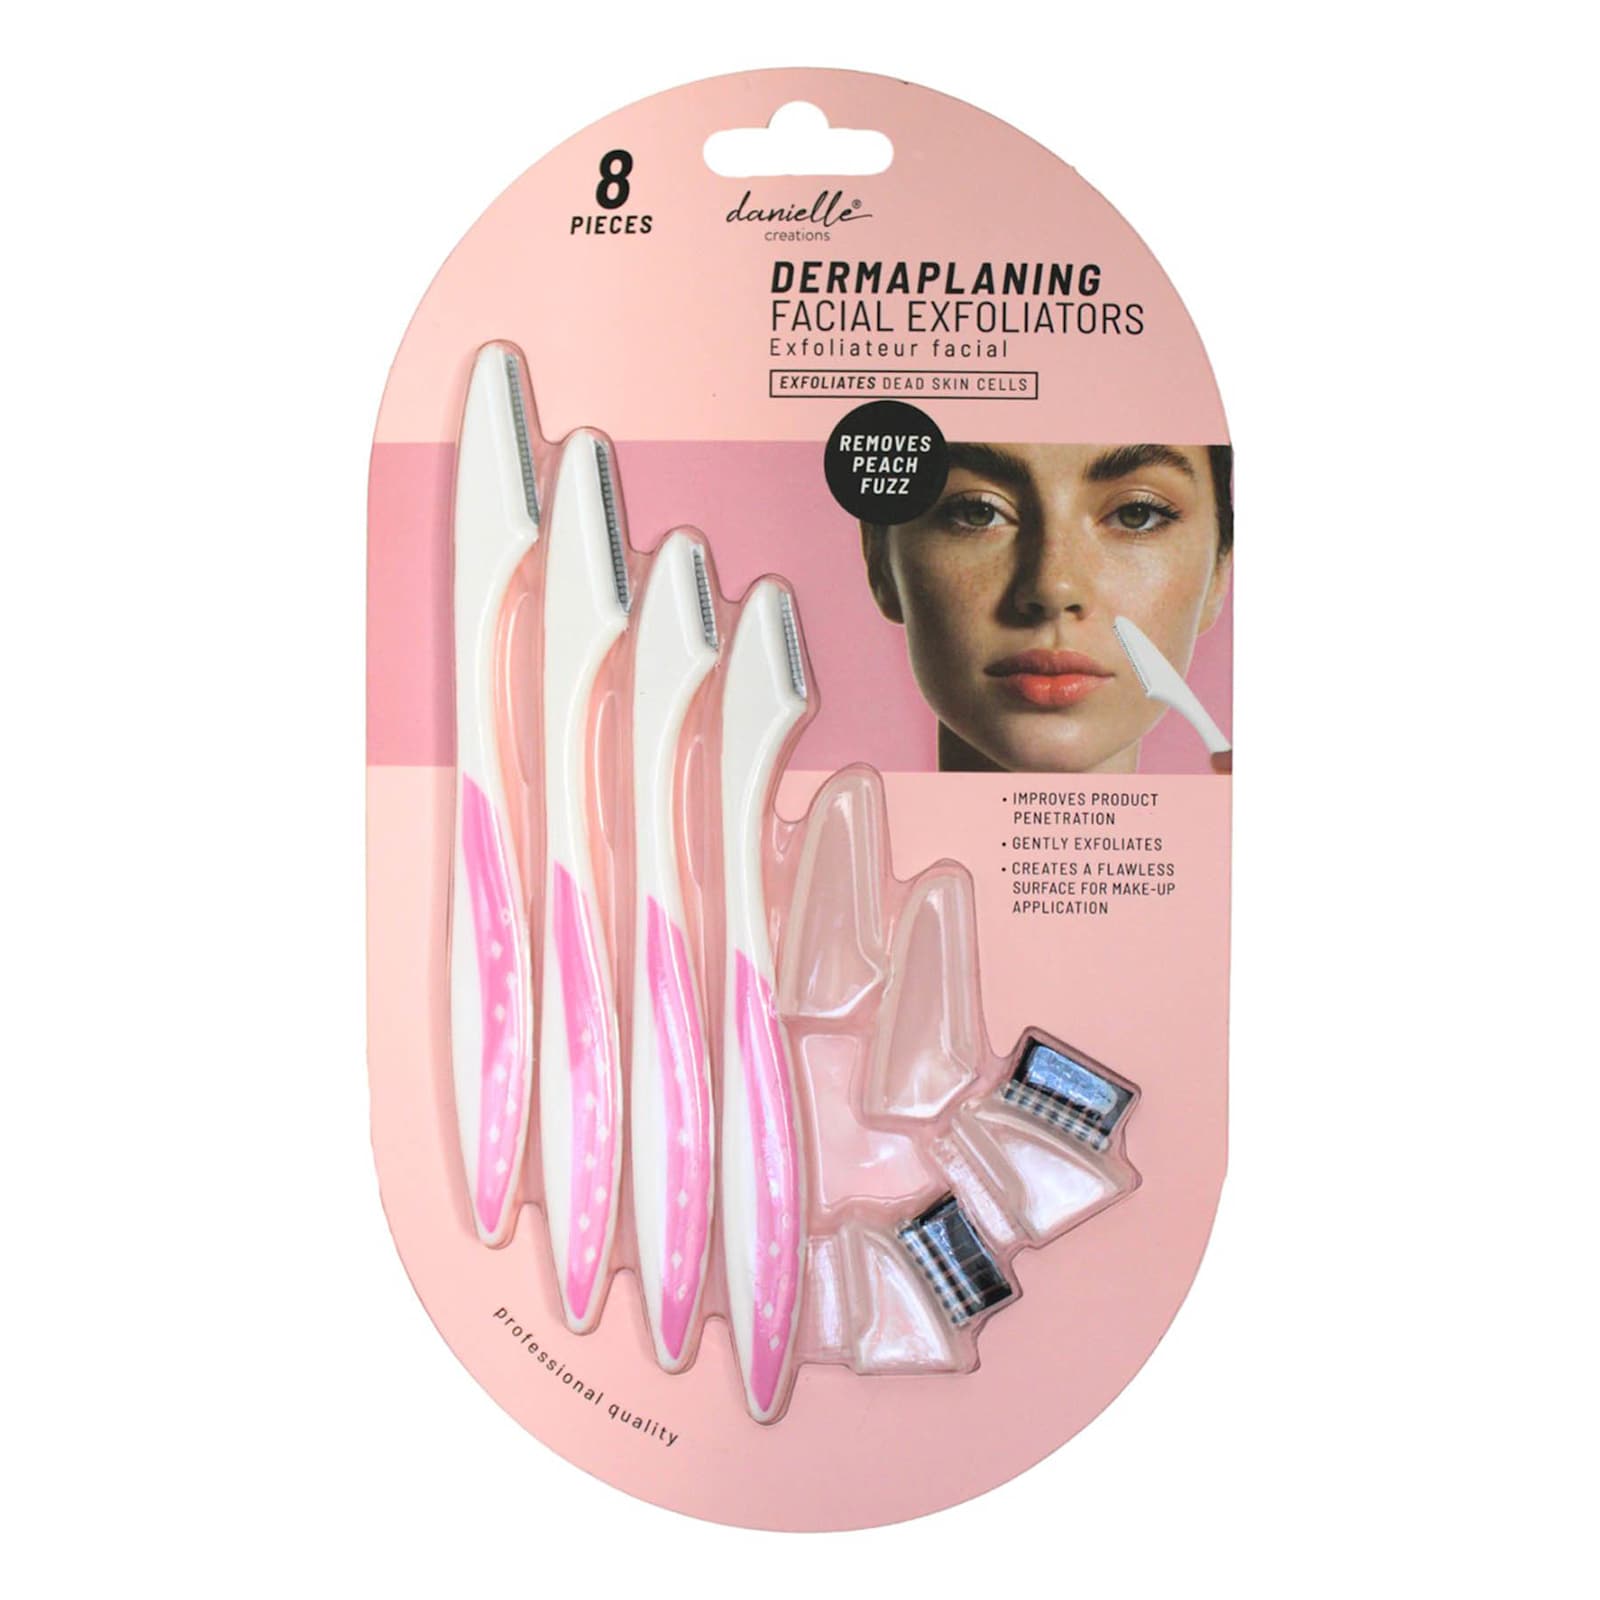 8
PIECES
danielle®
creations
DERMAPLANING
FACIAL EXFOLIATORS
Exfoliateur facial
EXFOLIATES DEAD SKIN CELLS
REMOVES
PEACH
FUZZ
• IMPROVES PRODUCT
PENETRATION
• GENTLY EXFOLIATES
• CREATES A FLAWLESS
SURFACE FOR MAKE-UP
APPLICATION
professional quality